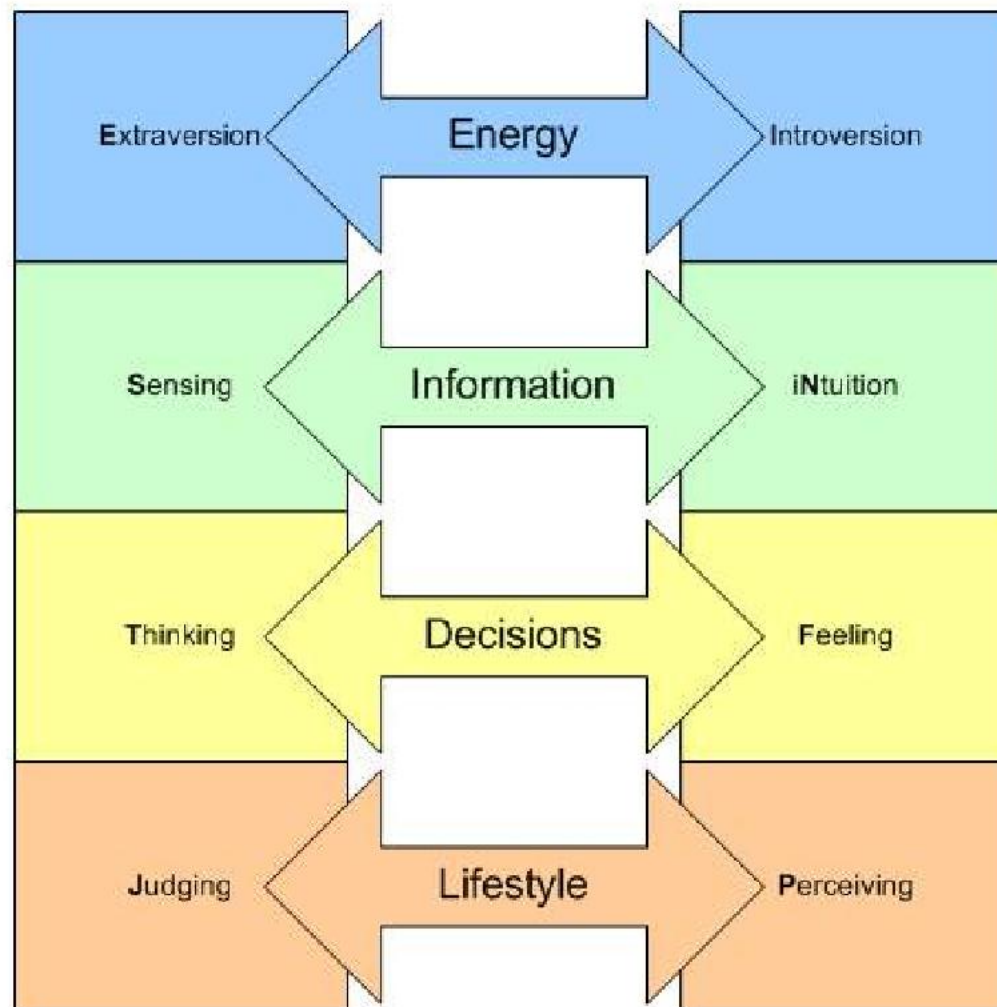 Extraversion Energy Introversion
Sensing Information iNtuition
Thinking Decisions Feeling
Judging Lifestyle Perceiving